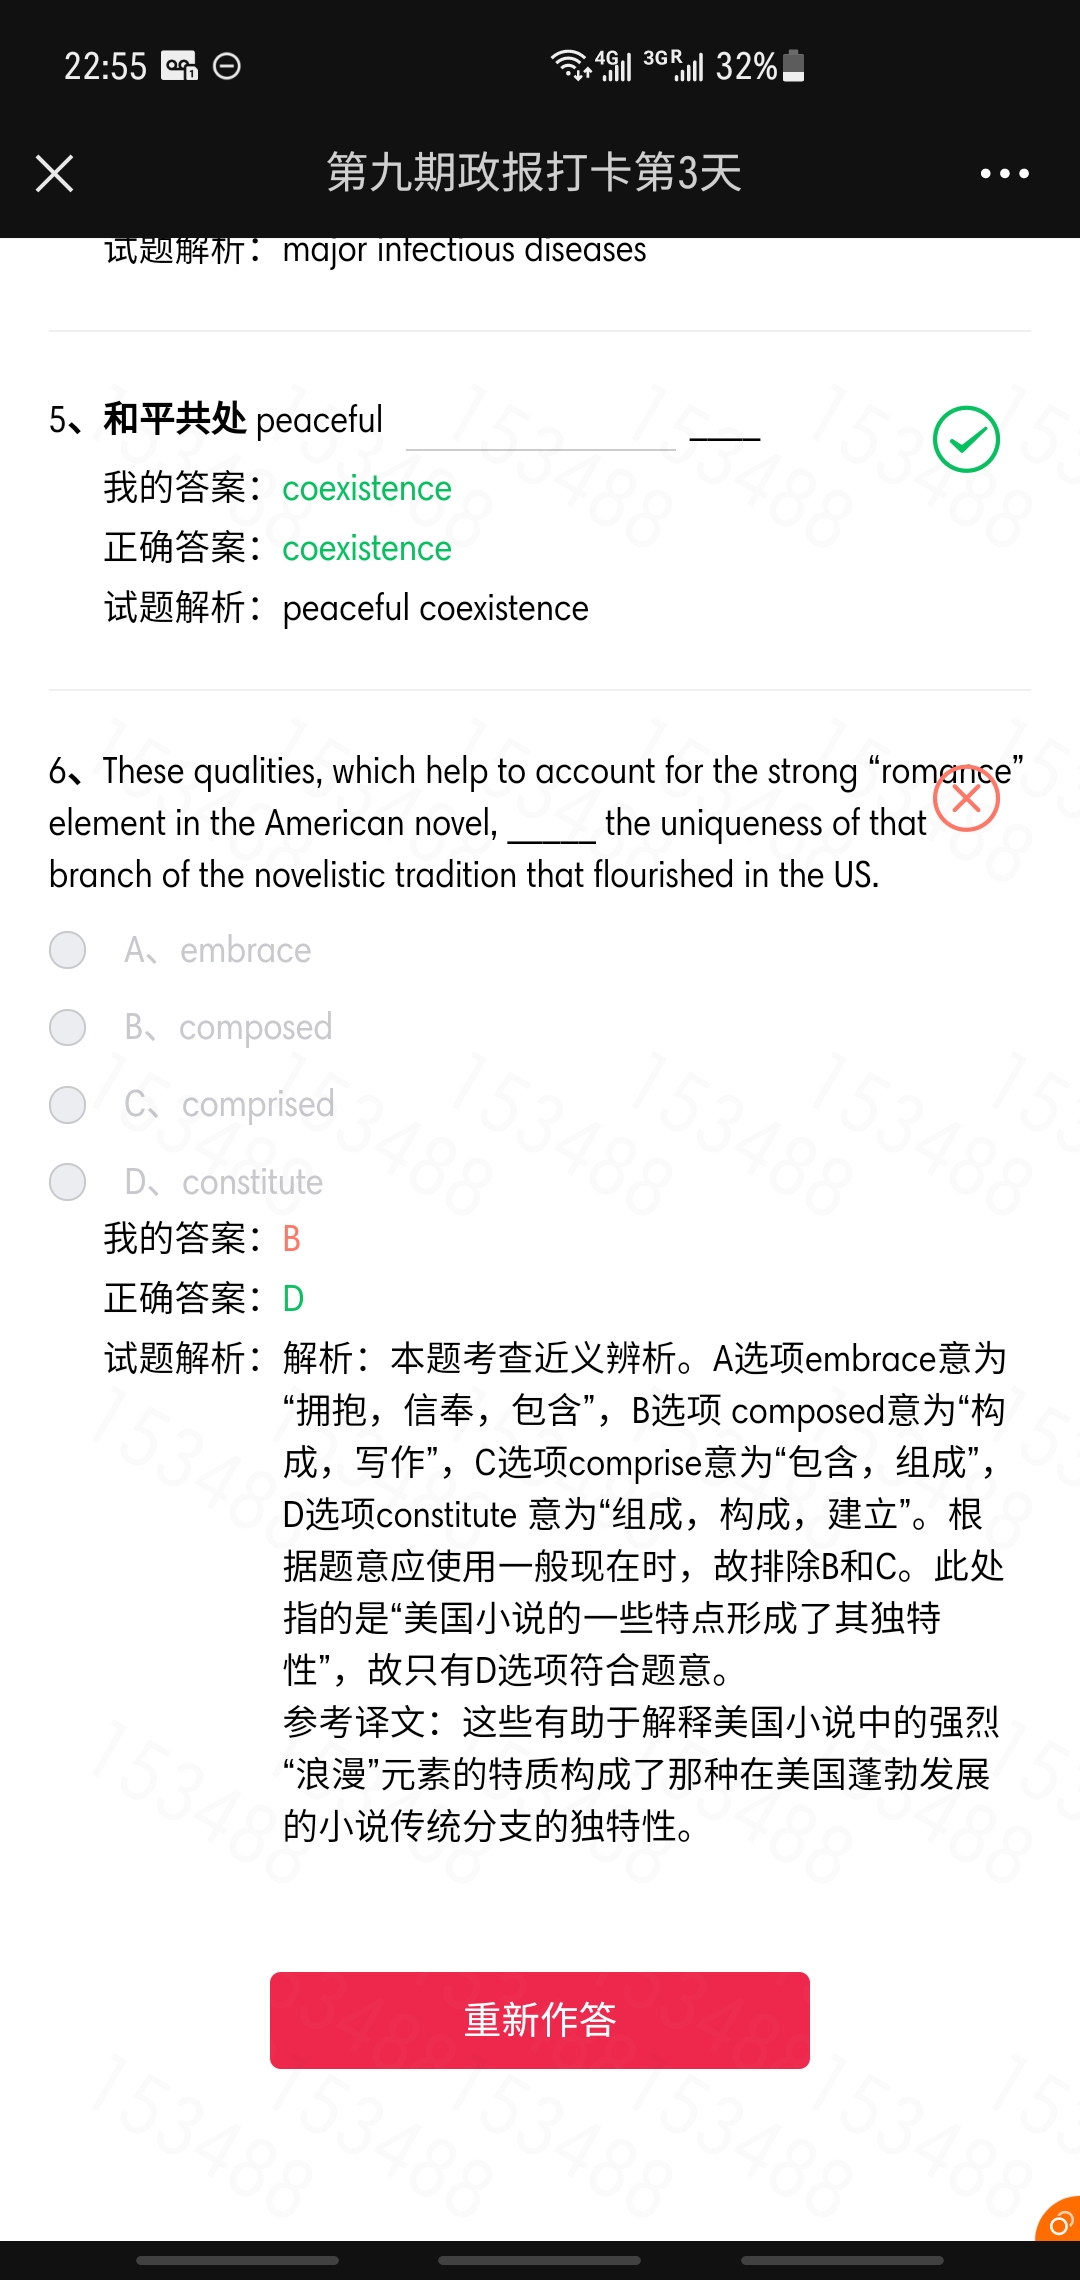 22:55
4G
3G R
32%
第九期政报打卡第3天
试题解析：major infectious diseases
5、和平共处 peaceful ____
我的答案：coexistence
正确答案：coexistence
试题解析：peaceful coexistence
6、These qualities, which help to account for the strong “romance”
element in the American novel, _____ the uniqueness of that
branch of the novelistic tradition that flourished in the US.
A、embrace
B、composed
C、comprised
D、constitute
我的答案：B
正确答案：D
试题解析：解析：本题考查近义辨析。A选项embrace意为
“拥抱，信奉，包含”，B选项 composed意为“构
成，写作”，C选项comprise意为“包含，组成”，
D选项constitute 意为“组成，构成，建立”。根
据题意应使用一般现在时，故排除B和C。此处
指的是“美国小说的一些特点形成了其独特
性”，故只有D选项符合题意。
参考译文：这些有助于解释美国小说中的强烈
“浪漫”元素的特质构成了那种在美国蓬勃发展
的小说传统分支的独特性。
重新作答
153488